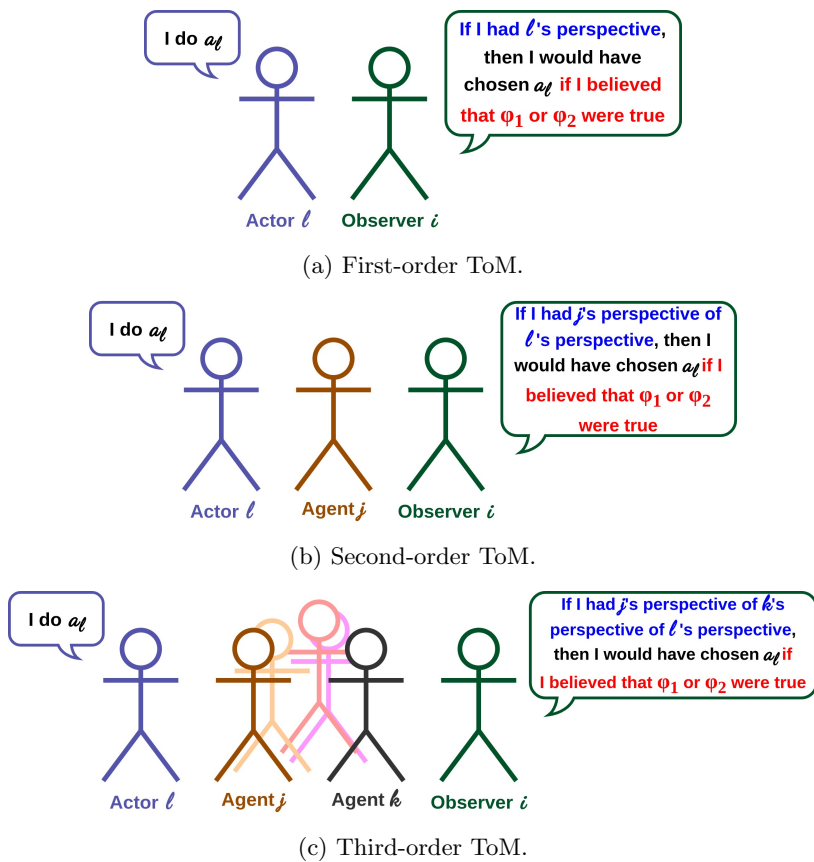 I do aℓ
If I had ℓ's perspective,
then I would have
chosen aℓ if I believed
that φ1 or φ2 were true
Actor ℓ
Observer i
(a) First-order ToM.
I do aℓ
If I had j's perspective of
ℓ's perspective, then I
would have chosen aℓ if I
believed that φ1 or φ2
were true
Actor ℓ
Agent j
Observer i
(b) Second-order ToM.
I do aℓ
If I had j's perspective of k's
perspective of ℓ's perspective,
then I would have chosen aℓ if
I believed that φ1 or φ2 were true
Actor ℓ
Agent j
Agent k
Observer i
(c) Third-order ToM.